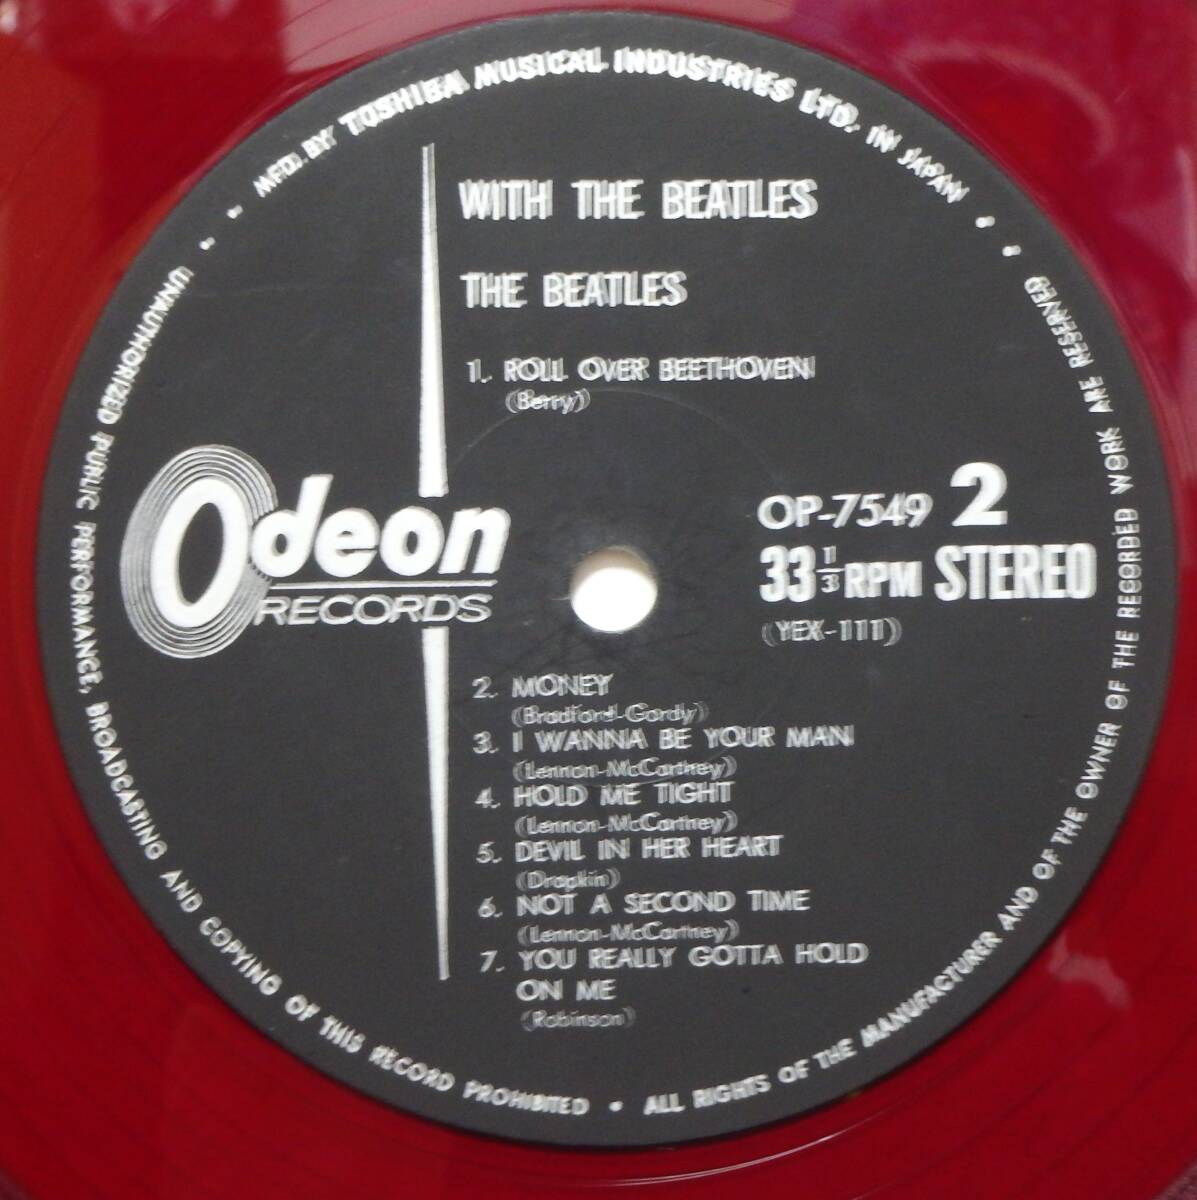 MFD. BY TOSHIBA MUSICAL INDUSTRIES LTD. IN JAPAN
WITH THE BEATLES
THE BEATLES
1. ROLL OVER BEETHOVEN
(Berry)
Odeon
RECORDS
OP-7549 2
33 1/3 RPM STEREO
(YEX-111)
2. MONEY
(Bradford-Gordy)
3. I WANNA BE YOUR MAN
(Lennon-McCartney)
4. HOLD ME TIGHT
(Lennon-McCartney)
5. DEVIL IN HER HEART
(Drapkin)
6. NOT A SECOND TIME
(Lennon-McCartney)
7. YOU REALLY GOTTA HOLD
ON ME
(Robinson)
UNAUTHORIZED PUBLIC PERFORMANCE, BROADCASTING AND COPYING OF THIS RECORD PROHIBITED • ALL RIGHTS OF THE MANUFACTURER AND OF THE OWNER OF THE RECORDED WORK ARE RESERVED